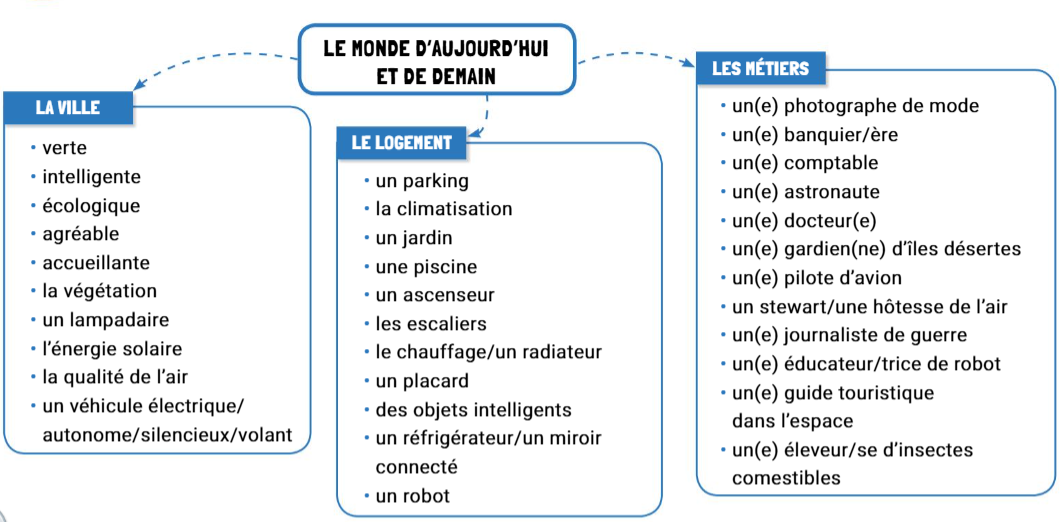 LE MONDE D'AUJOURD'HUI
ET DE DEMAIN
LA VILLE
• verte
• intelligente
• écologique
• agréable
• accueillante
• la végétation
• un lampadaire
• l'énergie solaire
• la qualité de l'air
• un véhicule électrique/
autonome/silencieux/volant
LE LOGEMENT
• un parking
• la climatisation
• un jardin
• une piscine
• un ascenseur
• les escaliers
• le chauffage/un radiateur
• un placard
• des objets intelligents
• un réfrigérateur/un miroir
connecté
• un robot
LES MÉTIERS
• un(e) photographe de mode
• un(e) banquier/ère
• un(e) comptable
• un(e) astronaute
• un(e) docteur(e)
• un(e) gardien(ne) d'îles désertes
• un(e) pilote d'avion
• un stewart/une hôtesse de l'air
• un(e) journaliste de guerre
• un(e) éducateur/trice de robot
• un(e) guide touristique
dans l'espace
• un(e) éleveur/se d'insectes
comestibles